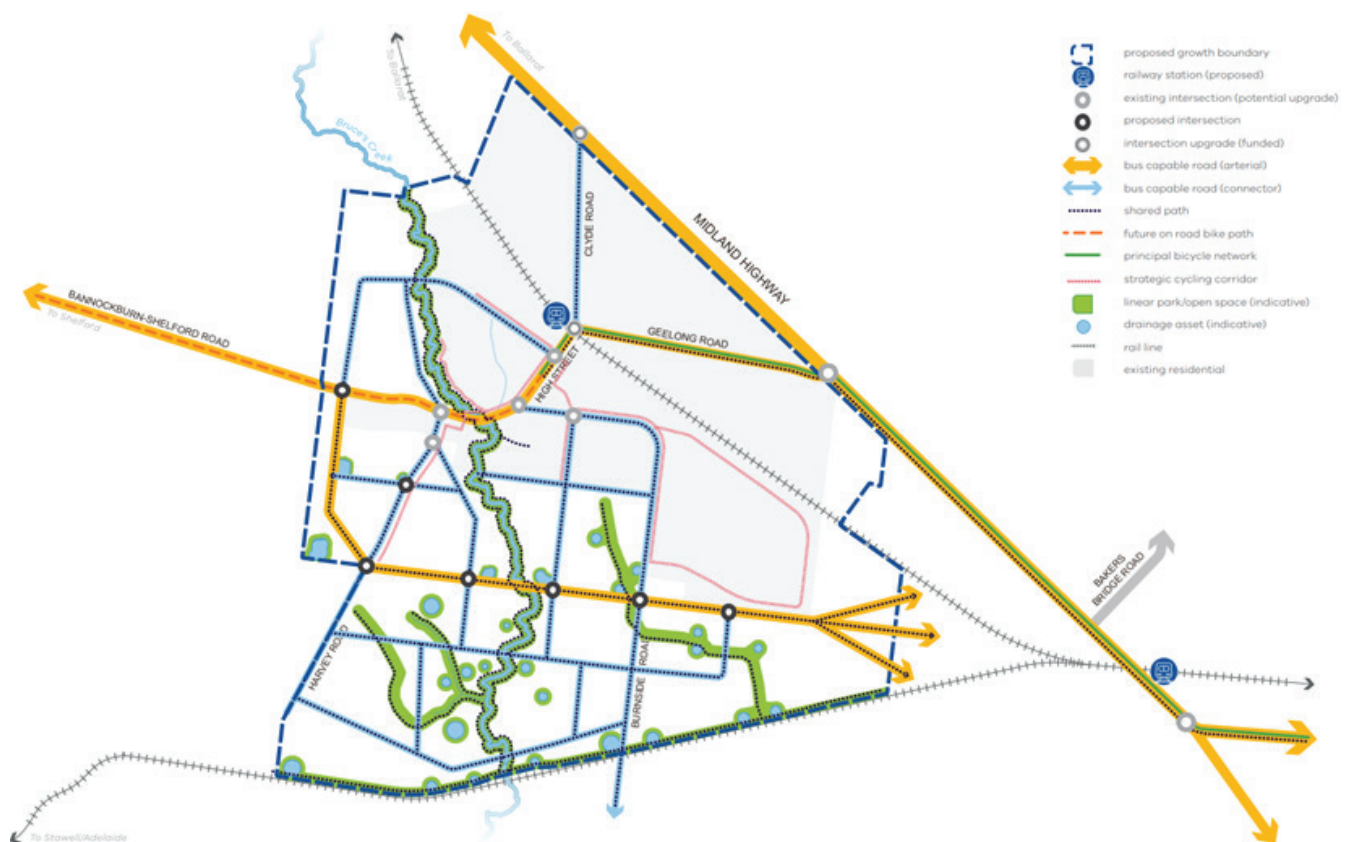 To Ballarat
To Ballarat
Bruce's Creek
CLYDE ROAD
MIDLAND HIGHWAY
BANNOCKBURN-SHELFORD ROAD
To Shelford
GEELONG ROAD
HIGH STREET
BAKERS
BRIDGE ROAD
HARVEY ROAD
BURNSIDE ROAD
To Stawell/Adelaide
proposed growth boundary
railway station (proposed)
existing intersection (potential upgrade)
proposed intersection
intersection upgrade (funded)
bus capable road (arterial)
bus capable road (connector)
shared path
future on road bike path
principal bicycle network
strategic cycling corridor
linear park/open space (indicative)
drainage asset (indicative)
rail line
existing residential